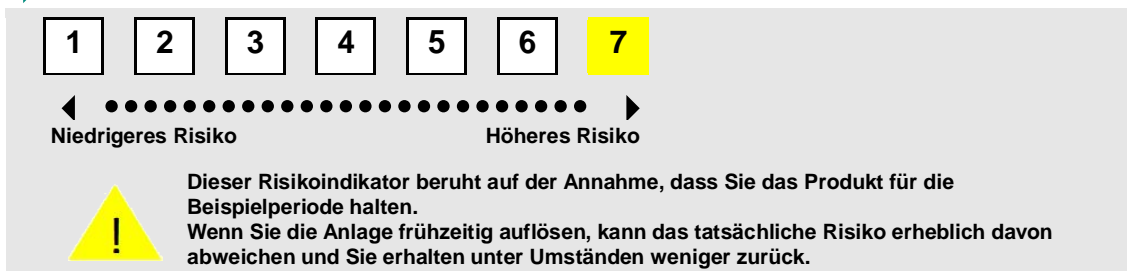 1 2 3 4 5 6 7
Niedrigeres Risiko Höheres Risiko
Dieser Risikoindikator beruht auf der Annahme, dass Sie das Produkt für die
Beispielperiode halten.
! Wenn Sie die Anlage frühzeitig auflösen, kann das tatsächliche Risiko erheblich davon
abweichen und Sie erhalten unter Umständen weniger zurück.